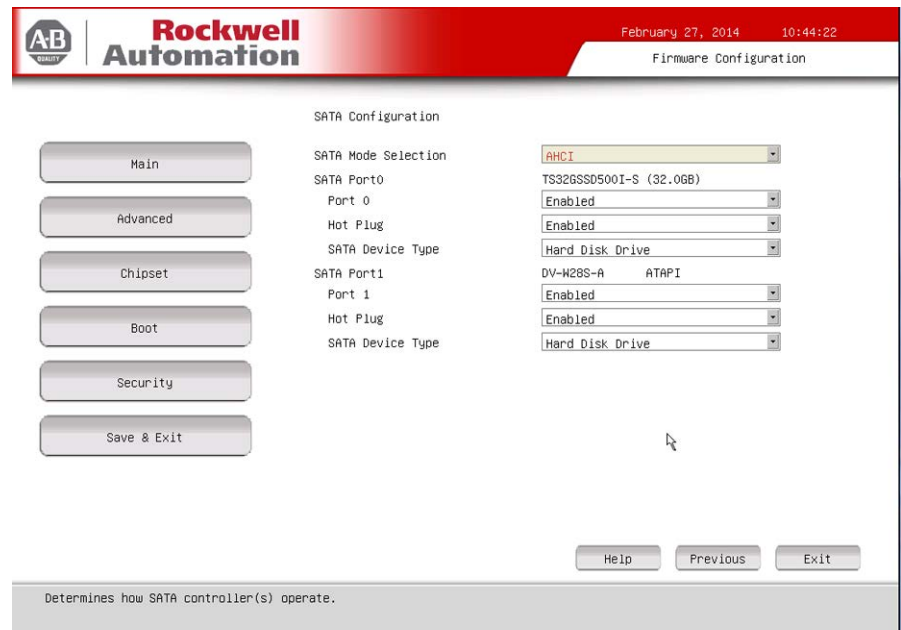 A·B
QUALITY
Rockwell
Automation
February 27, 2014 10:44:22
Firmware Configuration
SATA Configuration
Main
Advanced
Chipset
Boot
Security
Save & Exit
SATA Mode Selection AHCI
SATA Port0 TS32GSSD500I-S (32.0GB)
Port 0 Enabled
Hot Plug Enabled
SATA Device Type Hard Disk Drive
SATA Port1 DV-W28S-A ATAPI
Port 1 Enabled
Hot Plug Enabled
SATA Device Type Hard Disk Drive
Help Previous Exit
Determines how SATA controller(s) operate.